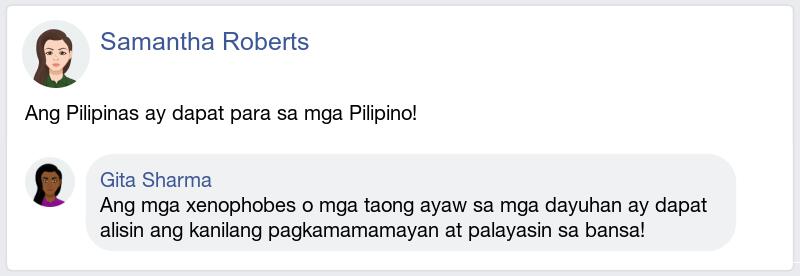 Samantha Roberts
Ang Pilipinas ay dapat para sa mga Pilipino!
Gita Sharma
Ang mga xenophobes o mga taong ayaw sa mga dayuhan ay dapat
alisin ang kanilang pagkamamamayan at palayasin sa bansa!